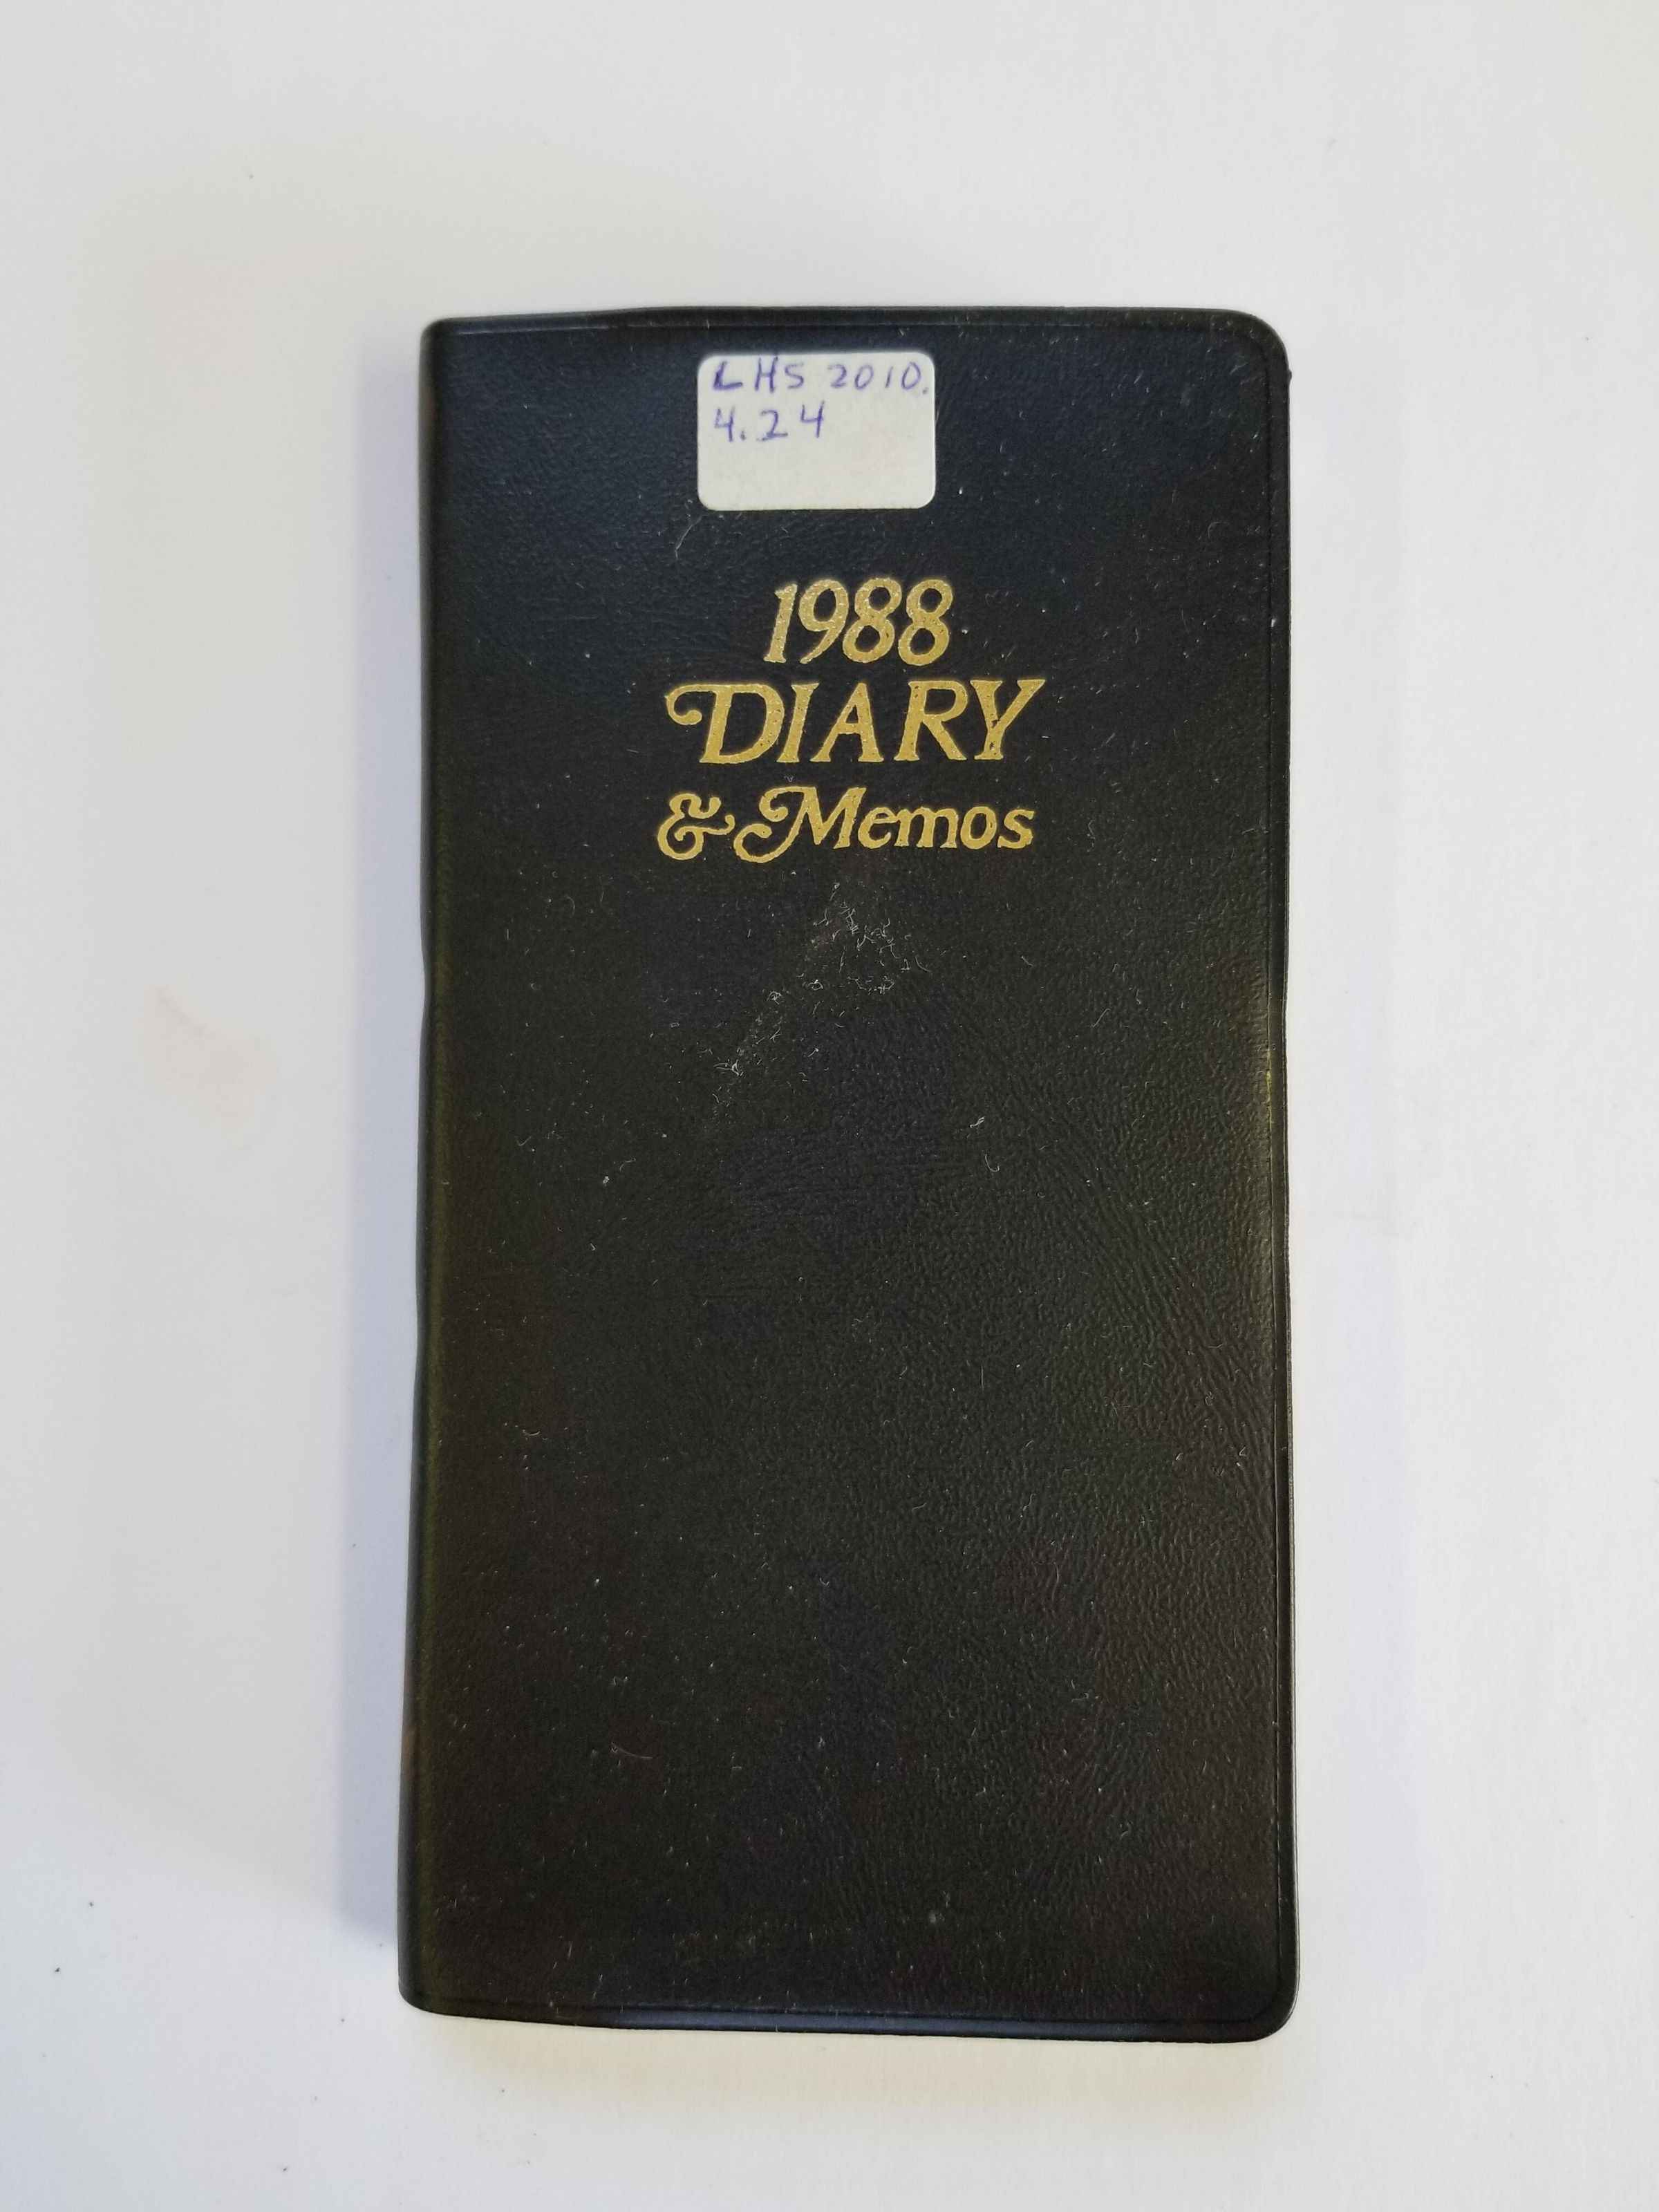 LHS 2010.
4.24
1988
DIARY
& Memos